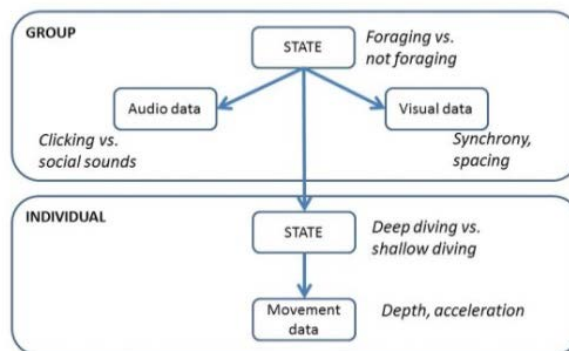 GROUP
STATE
Foraging vs.
not foraging
Audio data
Visual data
Clicking vs.
social sounds
Synchrony,
spacing
INDIVIDUAL
STATE
Deep diving vs.
shallow diving
Movement
data
Depth, acceleration